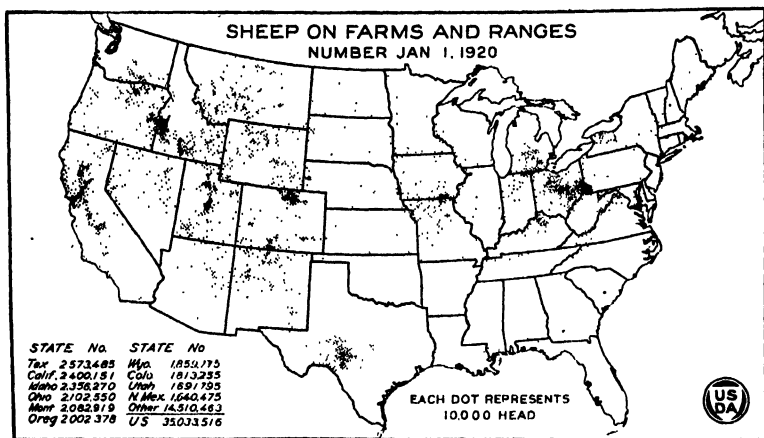 SHEEP ON FARMS AND RANGES
NUMBER JAN 1, 1920
STATE No. STATE No
Tex 2,573,485 Wyo. 1,859,775
Calif. 2,400,151 Colo 1,813,255
Idaho 2,356,270 Utah 1,691,795
Ohio 2,102,550 N.Mex. 1,640,475
Mont 2,082,919 Other 14,510,463
Oreg 2,002,378 US 35,033,516
EACH DOT REPRESENTS
10,000 HEAD
US
DA